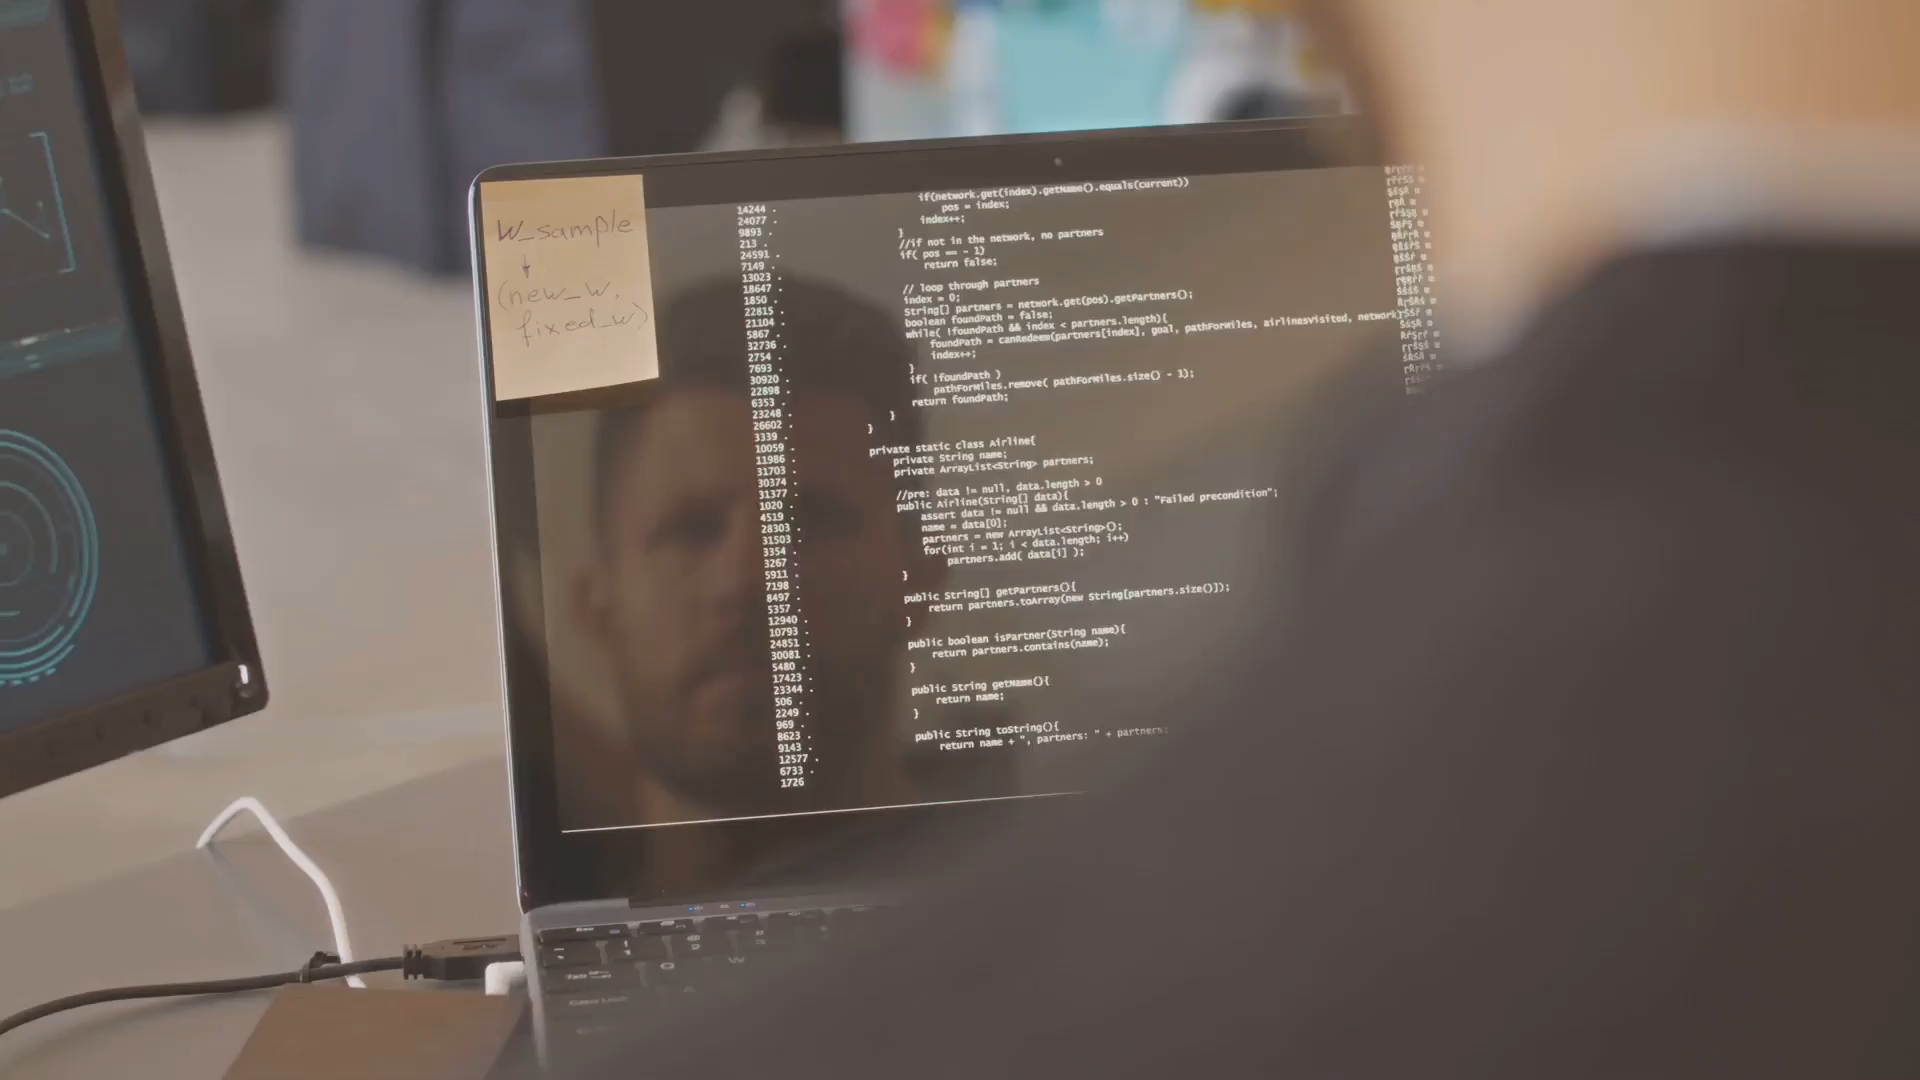 W_sample
(new_w,
fixed_w)
14244 .
24077 .
9893 .
213 .
24591 .
7149 .
13023 .
18647 .
1850 .
22815 .
21104 .
5867 .
32736 .
2754 .
7693 .
30920 .
22898 .
6353 .
23248 .
26602 .
3339 .
10059 .
11986 .
31703 .
30374 .
31377 .
1020 .
4519 .
28303 .
31503 .
3354 .
3267 .
5911 .
7198 .
8497 .
5357 .
12940 .
10793 .
24851 .
30081 .
5480 .
17423 .
23344 .
506 .
2249 .
969 .
8623 .
9143 .
12577 .
6733 .
1726
if(network.get(index).getName().equals(current))
pos = index;
index++;
}
//if not in the network, no partners
if( pos == - 1)
return false;
// loop through partners
index = 0;
String[] partners = network.get(pos).getPartners();
boolean foundPath = false;
while( !foundPath && index < partners.length){
foundPath = canRedeem(partners[index], goal, pathForMiles, airlinesVisited, network);
index++;
}
if( !foundPath )
pathForMiles.remove( pathForMiles.size() - 1);
return foundPath;
}
}
private static class Airline{
private String name;
private ArrayList<String> partners;
//pre: data != null, data.length > 0
public Airline(String[] data){
assert data != null && data.length > 0 : "Failed precondition";
name = data[0];
partners = new ArrayList<String>();
for(int i = 1; i < data.length; i++)
partners.add( data[i] );
}
public String[] getPartners(){
return partners.toArray(new String[partners.size()]);
}
public boolean isPartner(String name){
return partners.contains(name);
}
public String getName(){
return name;
}
public String toString(){
return name + ", partners: " + partners;